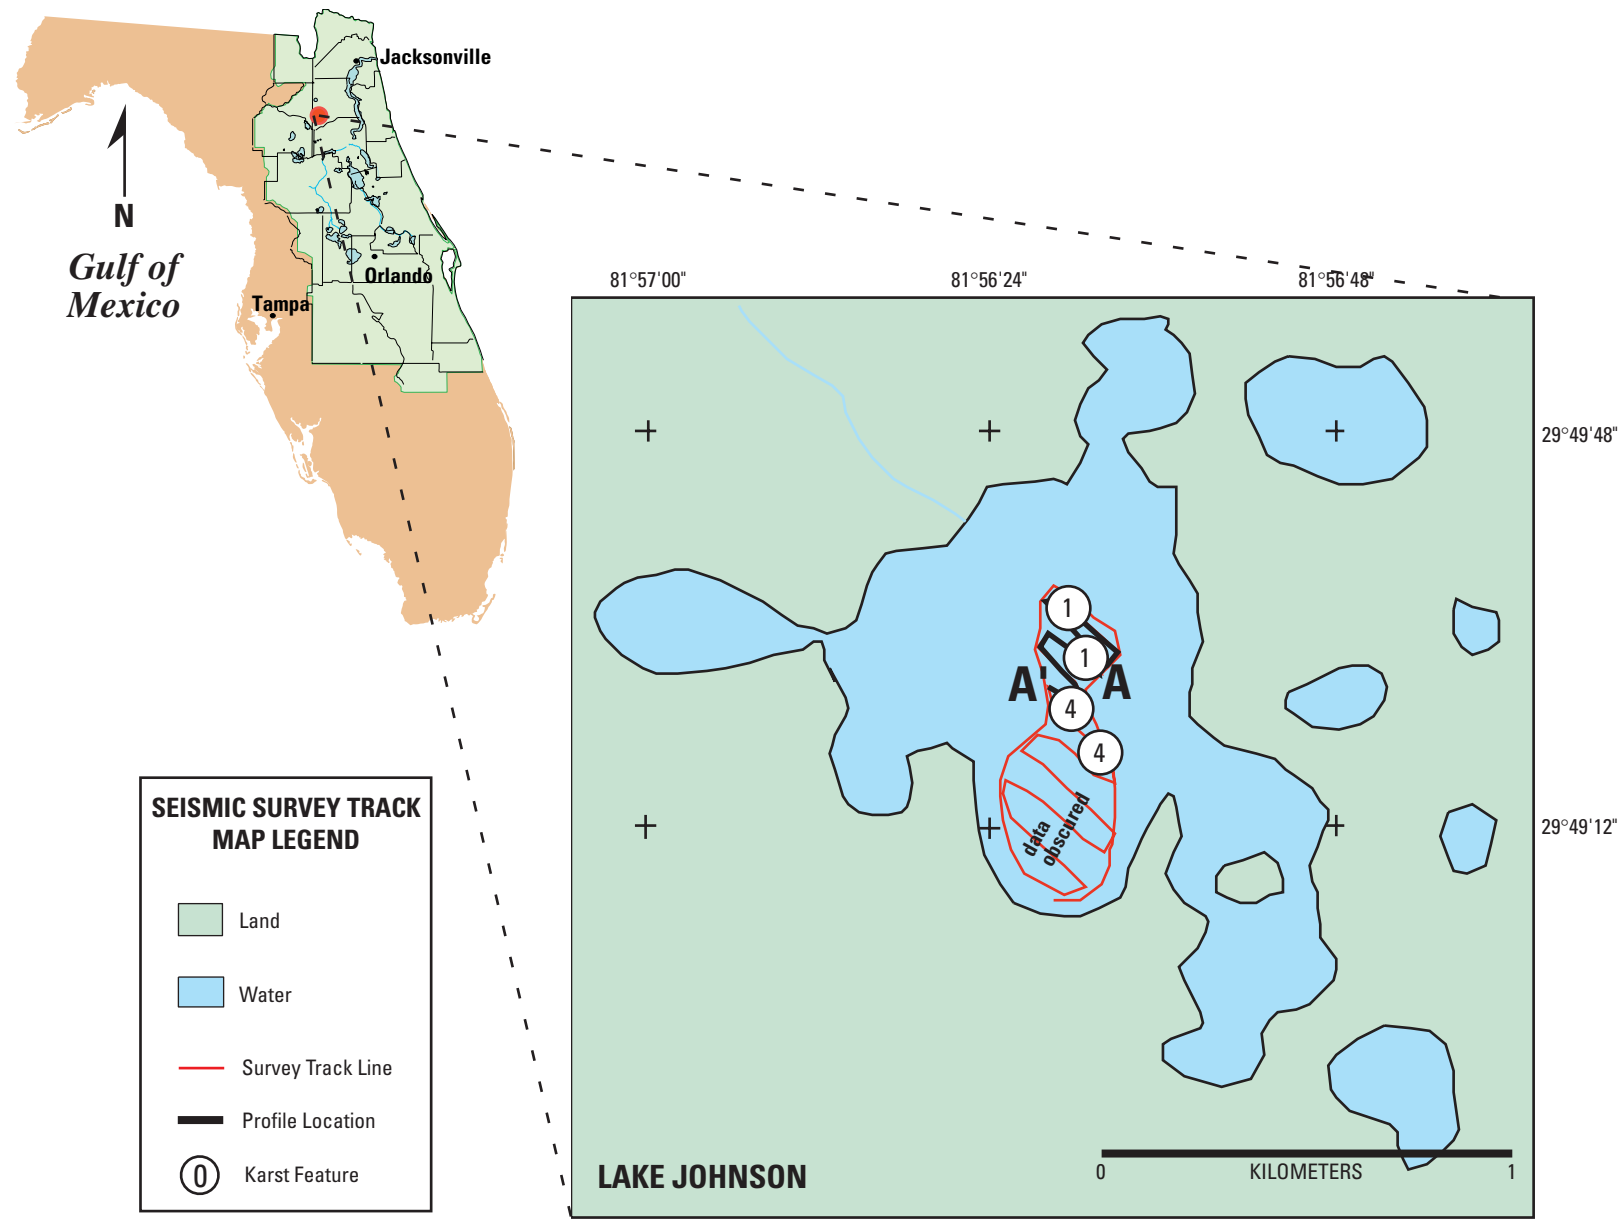 Jacksonville
N
Gulf of
Mexico
Orlando
Tampa
81°57'00"
81°56'24"
81°56'48"
29°49'48"
1
1
A'
A
4
4
data
obscured
29°49'12"
SEISMIC SURVEY TRACK
MAP LEGEND
Land
Water
Survey Track Line
Profile Location
0 Karst Feature
LAKE JOHNSON
0 KILOMETERS 1